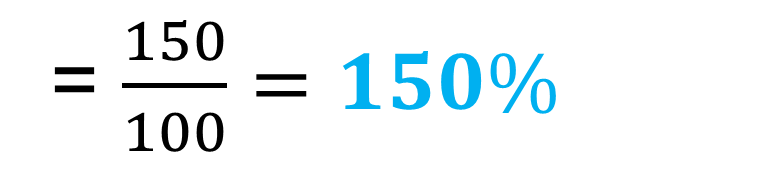 = 150/100 = 150%